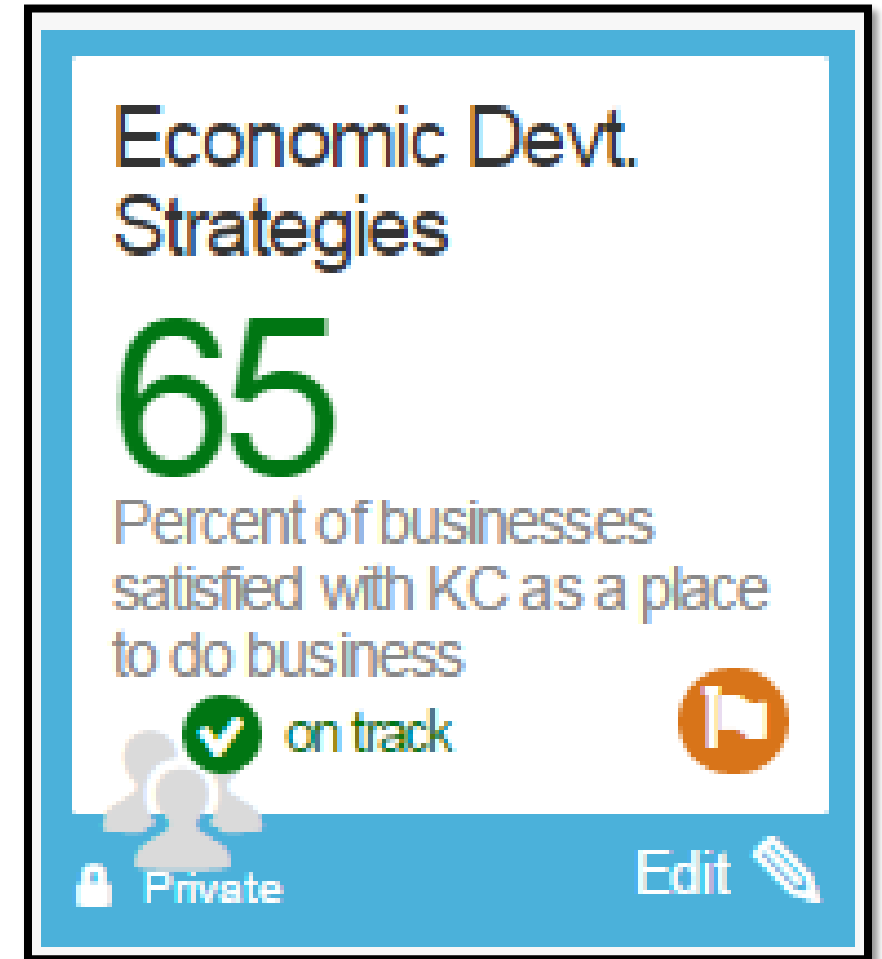 Economic Devt.
Strategies
65
Percent of businesses
satisfied with KC as a place
to do business
on track
Private
Edit